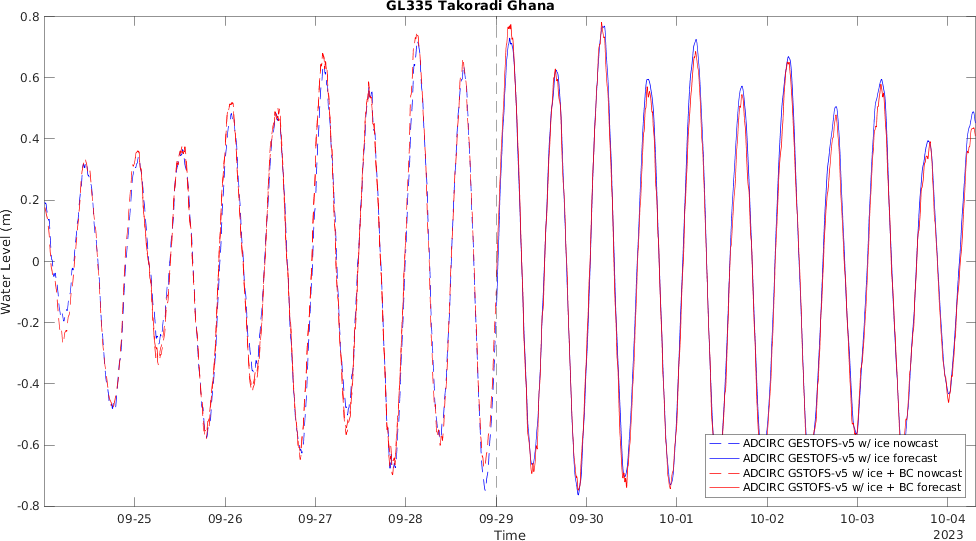 GL335 Takoradi Ghana
0.8
0.6
0.4
0.2
0
-0.2
-0.4
-0.6
-0.8
Water Level (m)
09-25 09-26 09-27 09-28 09-29 09-30 10-01 10-02 10-03 10-04
2023
Time
ADCIRC GESTOFS-v5 w/ ice nowcast
ADCIRC GESTOFS-v5 w/ ice forecast
ADCIRC GSTOFS-v5 w/ ice + BC nowcast
ADCIRC GSTOFS-v5 w/ ice + BC forecast